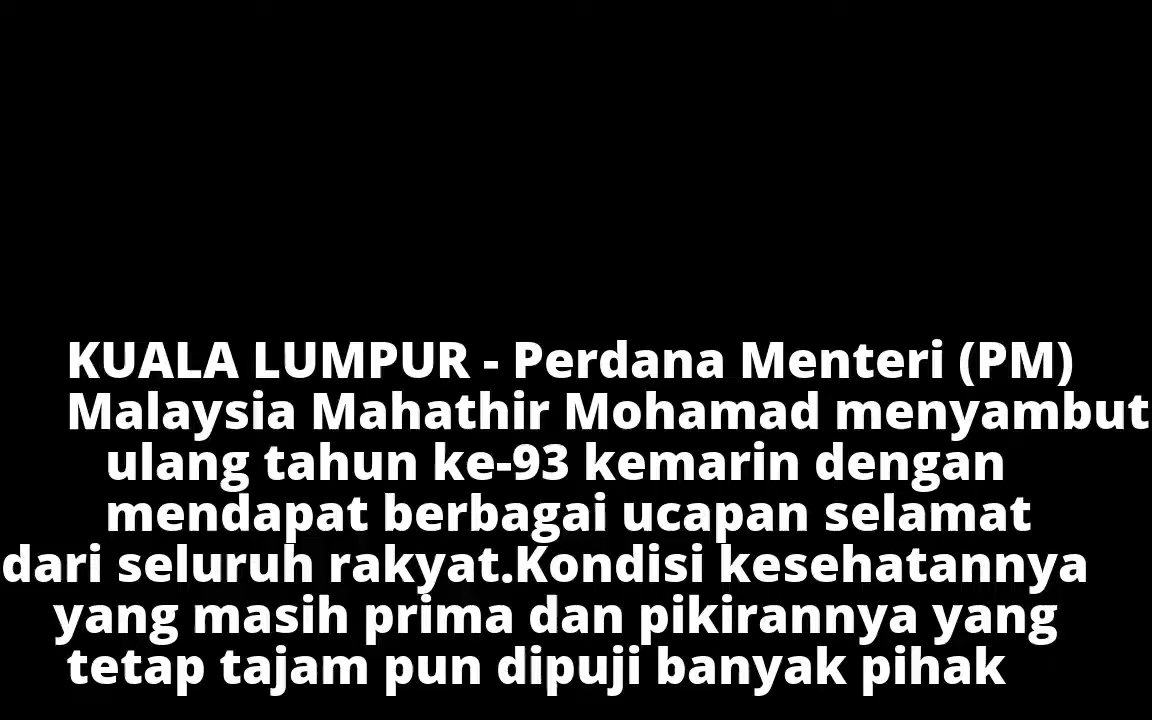 KUALA LUMPUR - Perdana Menteri (PM)
Malaysia Mahathir Mohamad menyambut
ulang tahun ke-93 kemarin dengan
mendapat berbagai ucapan selamat
dari seluruh rakyat.Kondisi kesehatannya
yang masih prima dan pikirannya yang
tetap tajam pun dipuji banyak pihak